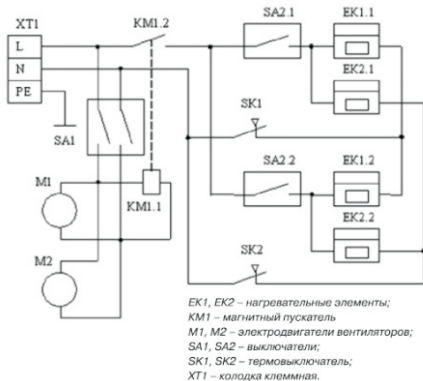 XT1
L
N
PE
SA1
KM1.2
KM1.1
M1
M2
SA2.1
EK1.1
EK2.1
SK1
SA2.2
EK1.2
EK2.2
SK2
EK1, EK2 – нагревательные элементы;
KM1 – магнитный пускатель
M1, M2 – электродвигатели вентиляторов;
SA1, SA2 – выключатели;
SK1, SK2 – термовыключатель;
XT1 – колодка клеммная.